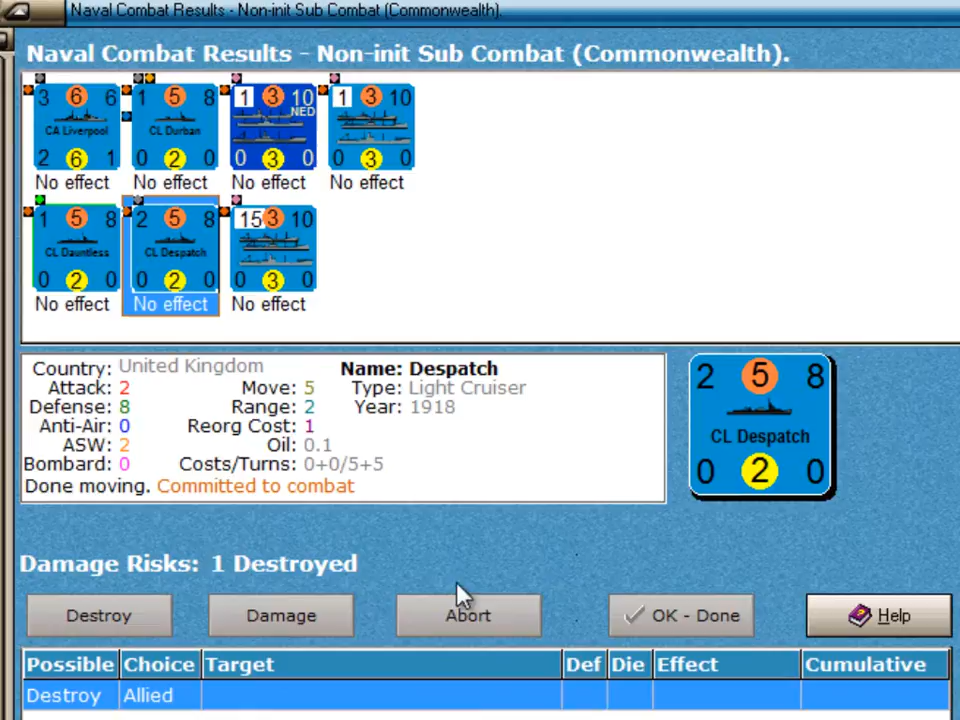 Naval Combat Results - Non-init Sub Combat (Commonwealth).
Naval Combat Results - Non-init Sub Combat (Commonwealth).
3 6 6 1 5 8 1 3 10 1 3 10
NED
CA Liverpool CL Durban
2 6 1 0 2 0 0 3 0 0 3 0
No effect No effect No effect No effect
1 5 8 2 5 8 15 3 10
CL Dauntless CL Despatch
0 2 0 0 2 0 0 3 0
No effect No effect No effect
Country: United Kingdom Name: Despatch
Attack: 2 Move: 5 Type: Light Cruiser
Defense: 8 Range: 2 Year: 1918
Anti-Air: 0 Reorg Cost: 1
ASW: 2 Oil: 0.1
Bombard: 0 Costs/Turns: 0+0/5+5
Done moving. Committed to combat
2 5 8
CL Despatch
0 2 0
Damage Risks: 1 Destroyed
Destroy Damage Abort OK - Done Help
Possible Choice Target Def Die Effect Cumulative
Destroy Allied